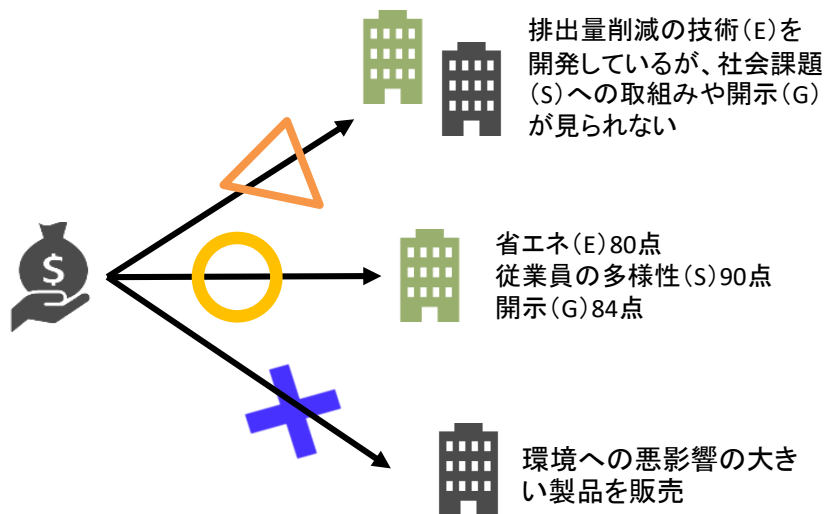 排出量削減の技術(E)を
開発しているが、社会課題
(S)への取組みや開示(G)
が見られない
$
省エネ(E)80点
従業員の多様性(S)90点
開示(G)84点
環境への悪影響の大き
い製品を販売